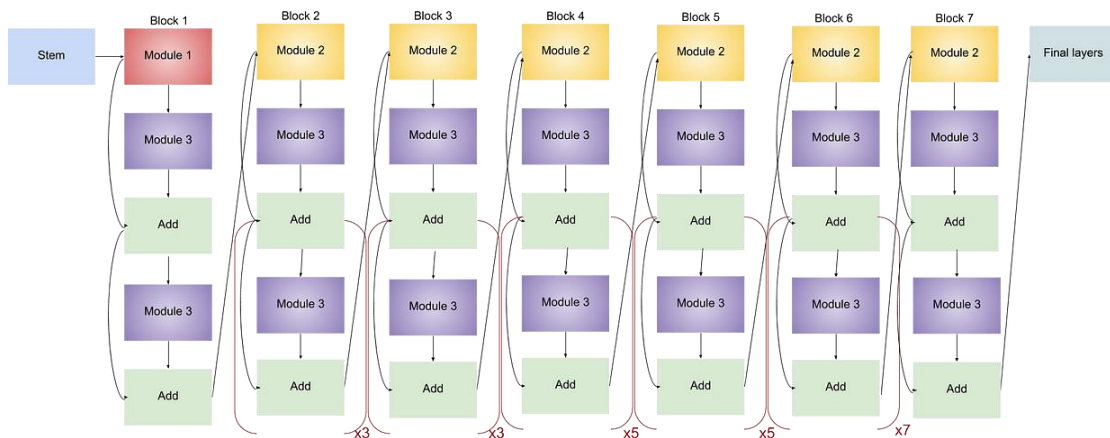 Block 1
Block 2
Block 3
Block 4
Block 5
Block 6
Block 7
Stem
Module 1
Module 2
Module 2
Module 2
Module 2
Module 2
Module 2
Final layers
Module 3
Module 3
Module 3
Module 3
Module 3
Module 3
Module 3
Add
Add
Add
Add
Add
Add
Add
Module 3
Module 3
Module 3
Module 3
Module 3
Module 3
Module 3
Add
Add
Add
Add
Add
Add
Add
x3
x3
x5
x5
x7